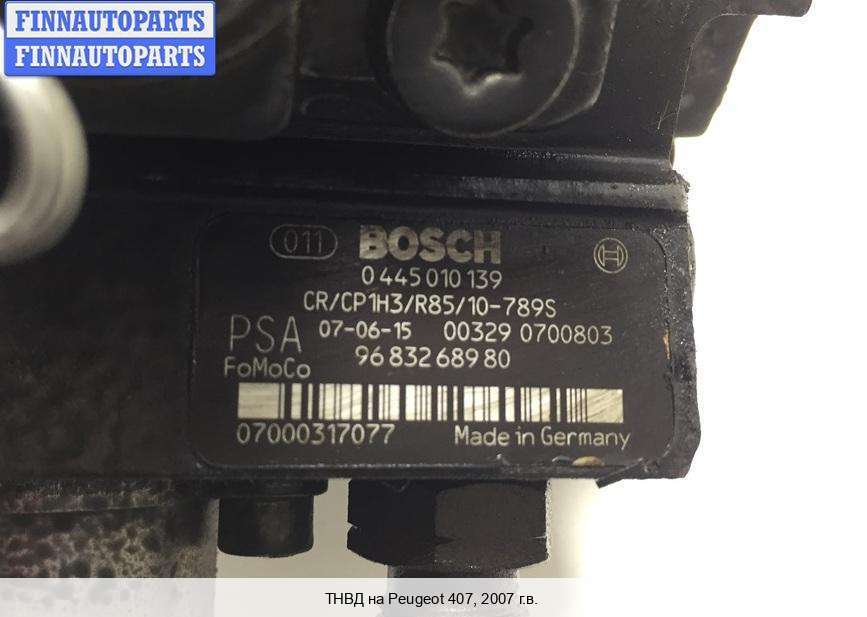 FINNAUTOPARTS
FINNAUTOPARTS
011 BOSCH
0 445 010 139
CR/CP1H3/R85/10-789S
PSA 07-06-15 00329 0700803
FoMoCo 96 832 689 80
07000317077 Made in Germany
ТНВД на Peugeot 407, 2007 г.в.